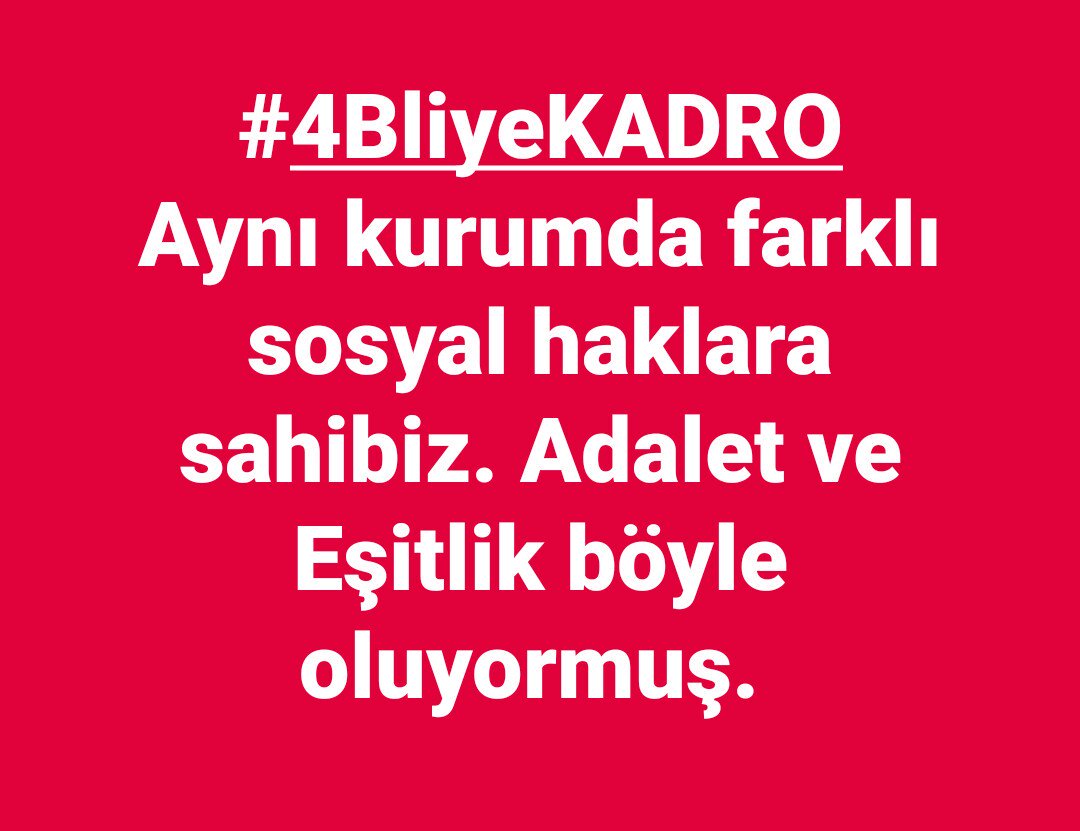 #4BliyeKADRO
Aynı kurumda farklı
sosyal haklara
sahibiz. Adalet ve
Eşitlik böyle
oluyormuş.